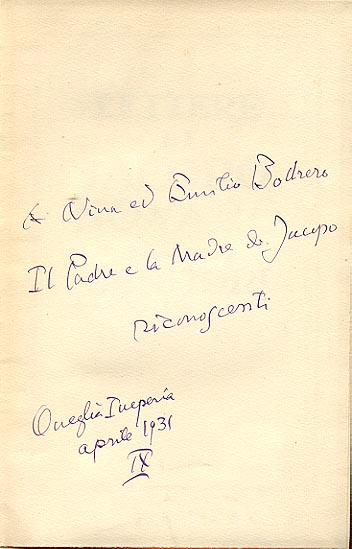 A Nina ed Emilio Bodrero
Il Padre e la Madre di Jacopo
riconoscenti
Oneglia Imperia
aprile 1931
IX